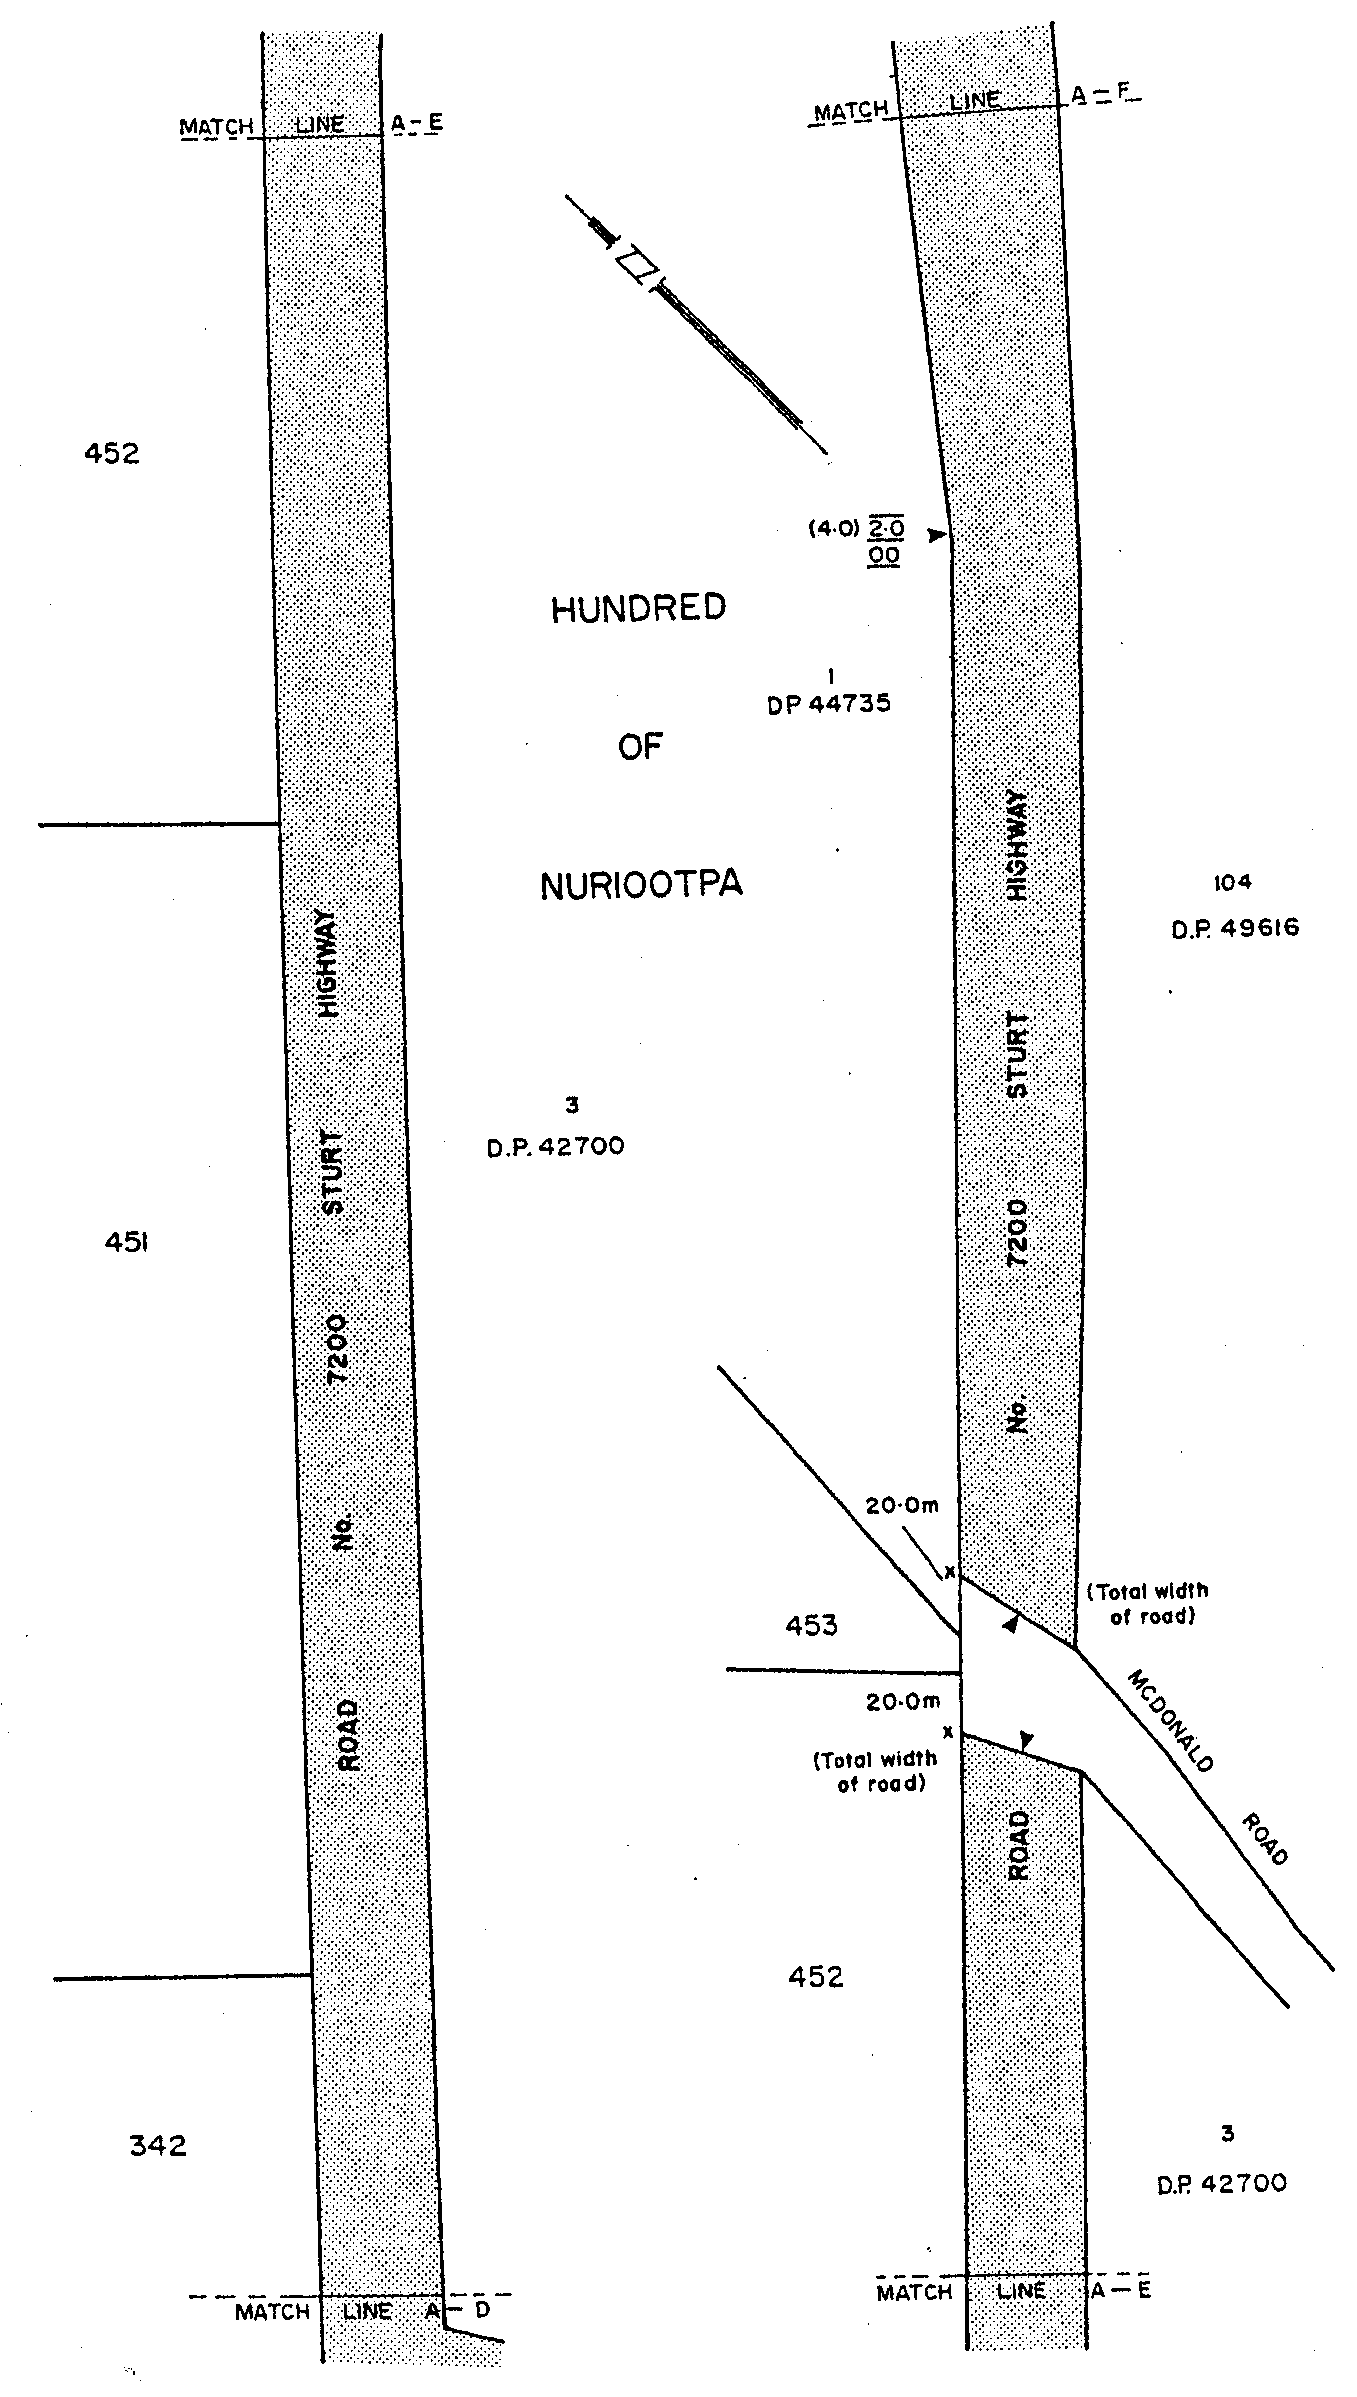 MATCH LINE A-E
452
HIGHWAY
STURT
7200
No.
ROAD
451
342
MATCH LINE A-D
HUNDRED
OF
NURIOOTPA
3
D.P. 42700
MATCH LINE A-F
(4·0) 2·0
00
1
DP 44735
HIGHWAY
STURT
7200
No.
ROAD
104
D.P. 49616
20·0m
x
(Total width
of road)
453
20·0m
x
(Total width
of road)
MCDONALD
ROAD
452
3
D.P. 42700
MATCH LINE A-E